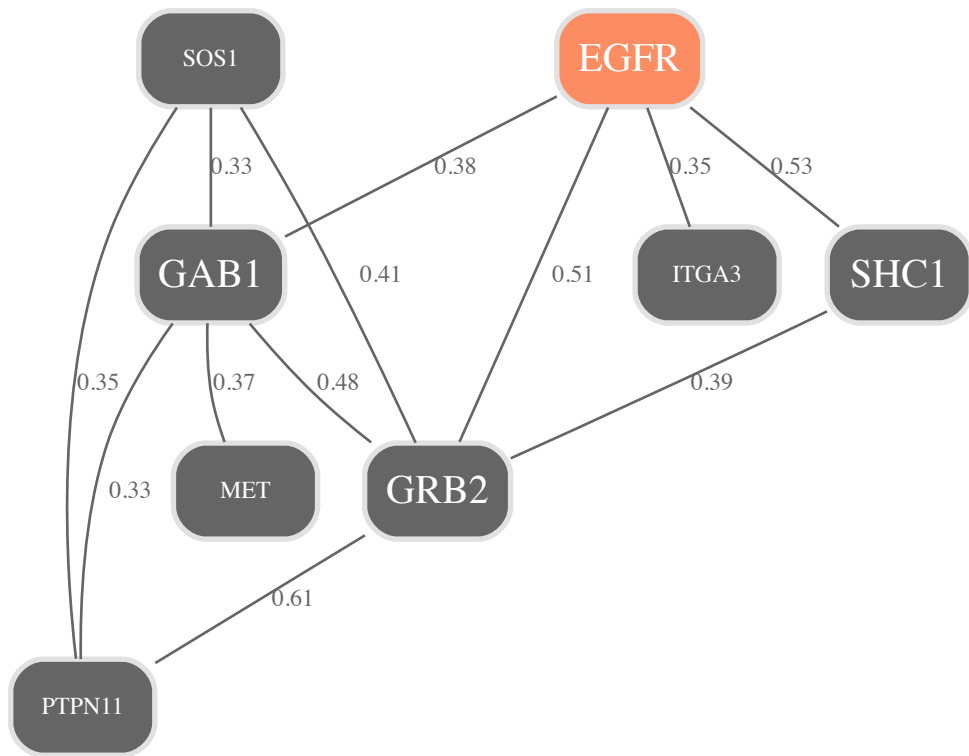 SOS1
EGFR
0.33
0.38
0.35
0.53
GAB1
ITGA3
SHC1
0.41
0.51
0.35
0.37
0.48
0.39
0.33
MET
GRB2
0.61
PTPN11